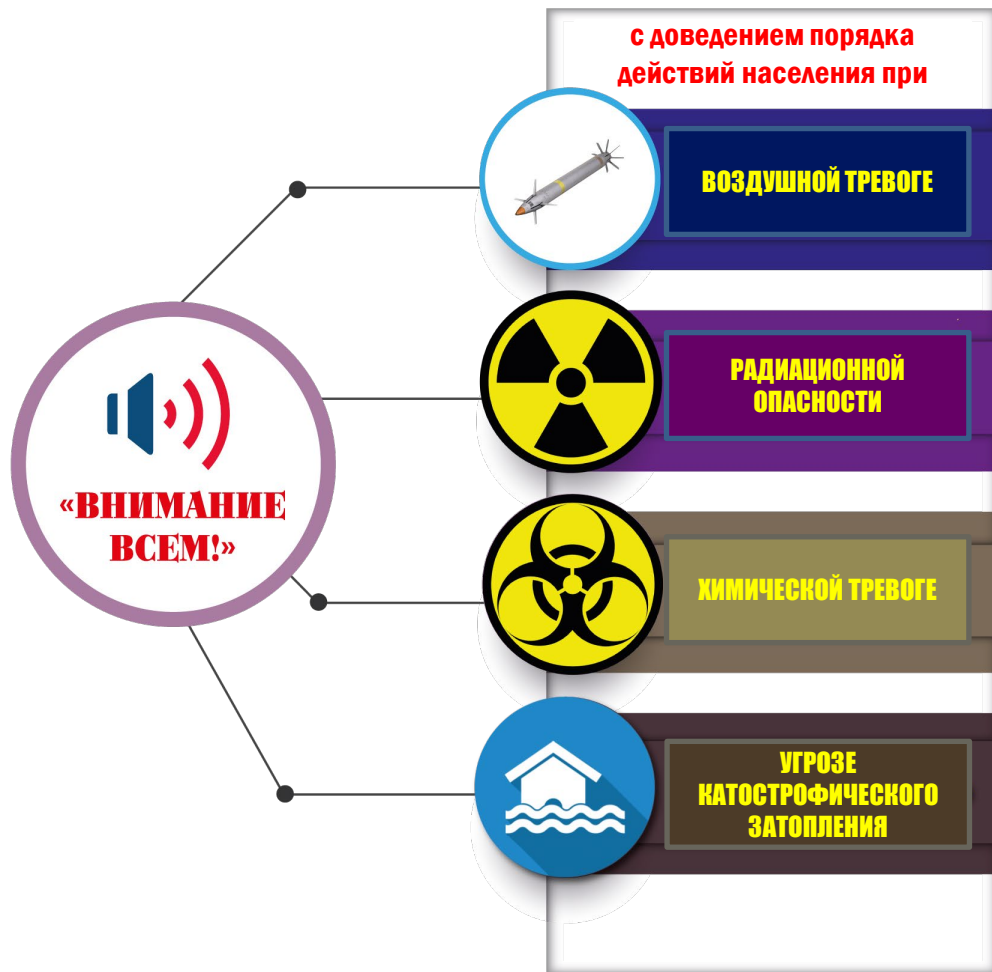 с доведением порядка
действий населения при
ВОЗДУШНОЙ ТРЕВОГЕ
РАДИАЦИОННОЙ
ОПАСНОСТИ
«ВНИМАНИЕ
ВСЕМ!»
ХИМИЧЕСКОЙ ТРЕВОГЕ
УГРОЗЕ
КАТОСТРОФИЧЕСКОГО
ЗАТОПЛЕНИЯ